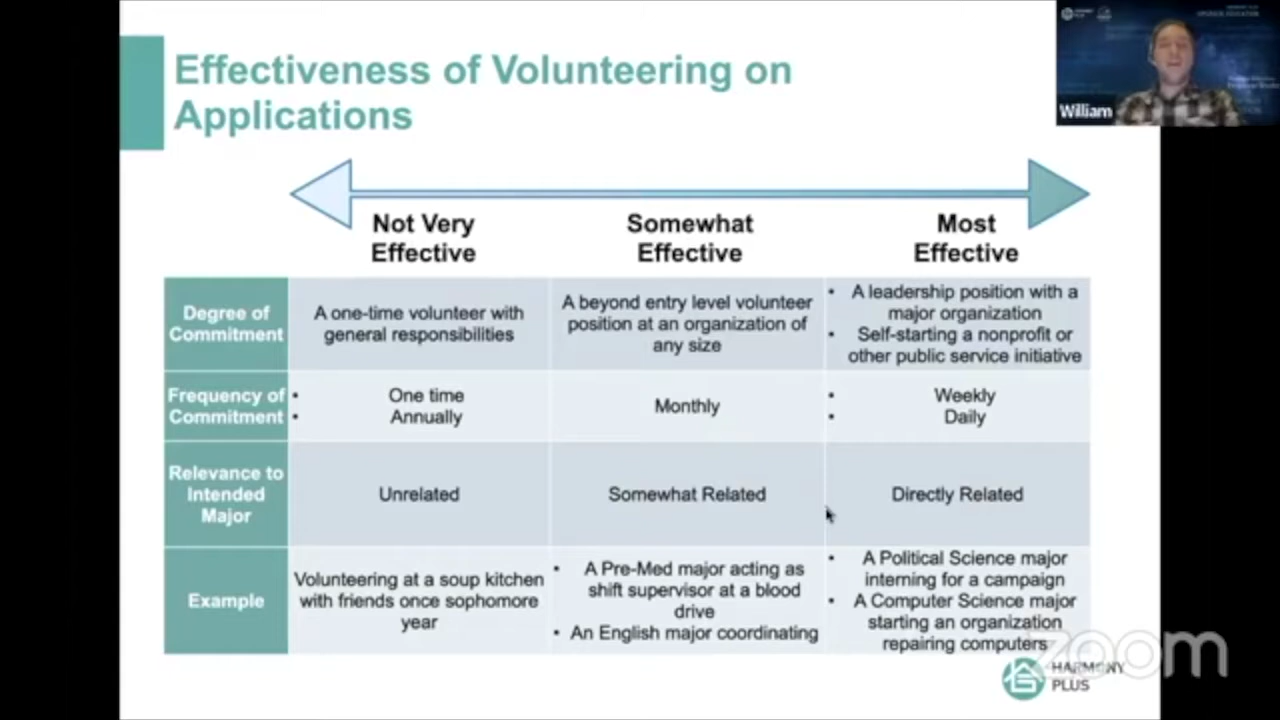 Effectiveness of Volunteering on
Applications
William
Not Very
Effective
Somewhat
Effective
Most
Effective
Degree of
Commitment
A one-time volunteer with
general responsibilities
A beyond entry level volunteer
position at an organization of
any size
• A leadership position with a
major organization
• Self-starting a nonprofit or
other public service initiative
Frequency of
Commitment
• One time
• Annually
Monthly
• Weekly
• Daily
Relevance to
Intended
Major
Unrelated
Somewhat Related
Directly Related
Example
Volunteering at a soup kitchen
with friends once sophomore
year
• A Pre-Med major acting as
shift supervisor at a blood
drive
• An English major coordinating
• A Political Science major
interning for a campaign
• A Computer Science major
starting an organization
repairing computers
zoom
HARMONY
PLUS